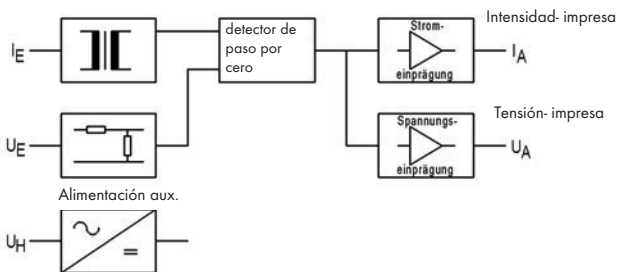 I_E
detector de
paso por
cero
Strom-
einprägung
Intensidad- impresa
I_A
U_E
Spannungs-
einprägung
Tensión- impresa
U_A
Alimentación aux.
U_H